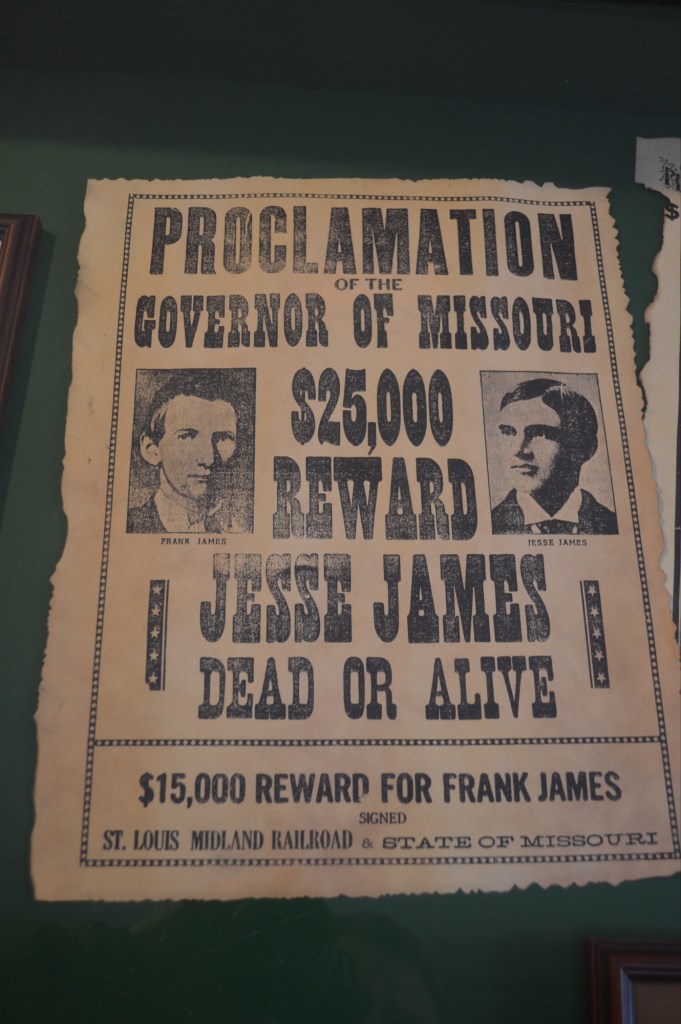 PROCLAMATION
OF THE
GOVERNOR OF MISSOURI
$25,000
REWARD
FRANK JAMES
JESSE JAMES
JESSE JAMES
DEAD OR ALIVE
$15,000 REWARD FOR FRANK JAMES
SIGNED
ST. LOUIS MIDLAND RAILROAD & STATE OF MISSOURI
$